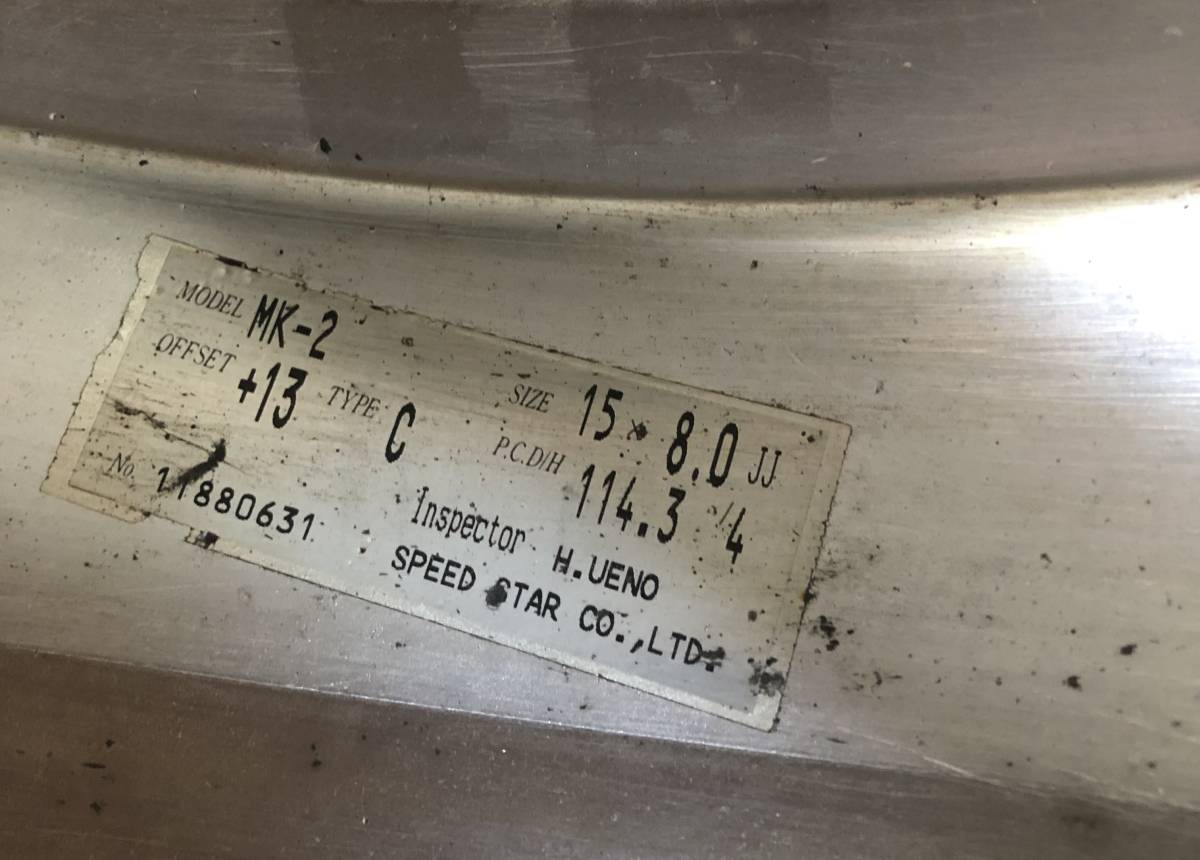 MODEL MK-2
SIZE 15 × 8.0 JJ
OFFSET +13 TYPE C
P.C.D/H 114.3 / 4
No. 11880631
Inspector H.UENO
SPEED STAR CO.,LTD.